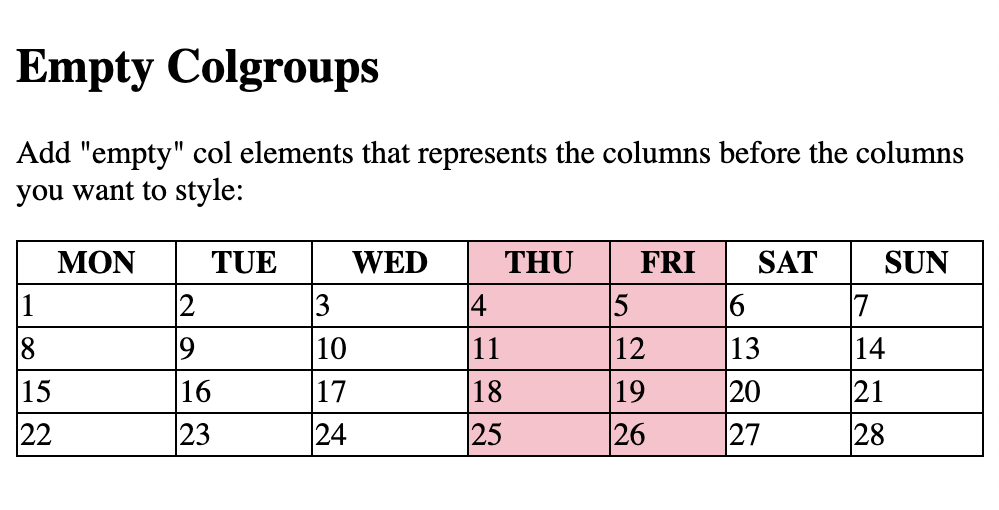 Empty Colgroups
Add "empty" col elements that represents the columns before the columns
you want to style:
MON TUE WED THU FRI SAT SUN
1 2 3 4 5 6 7
8 9 10 11 12 13 14
15 16 17 18 19 20 21
22 23 24 25 26 27 28